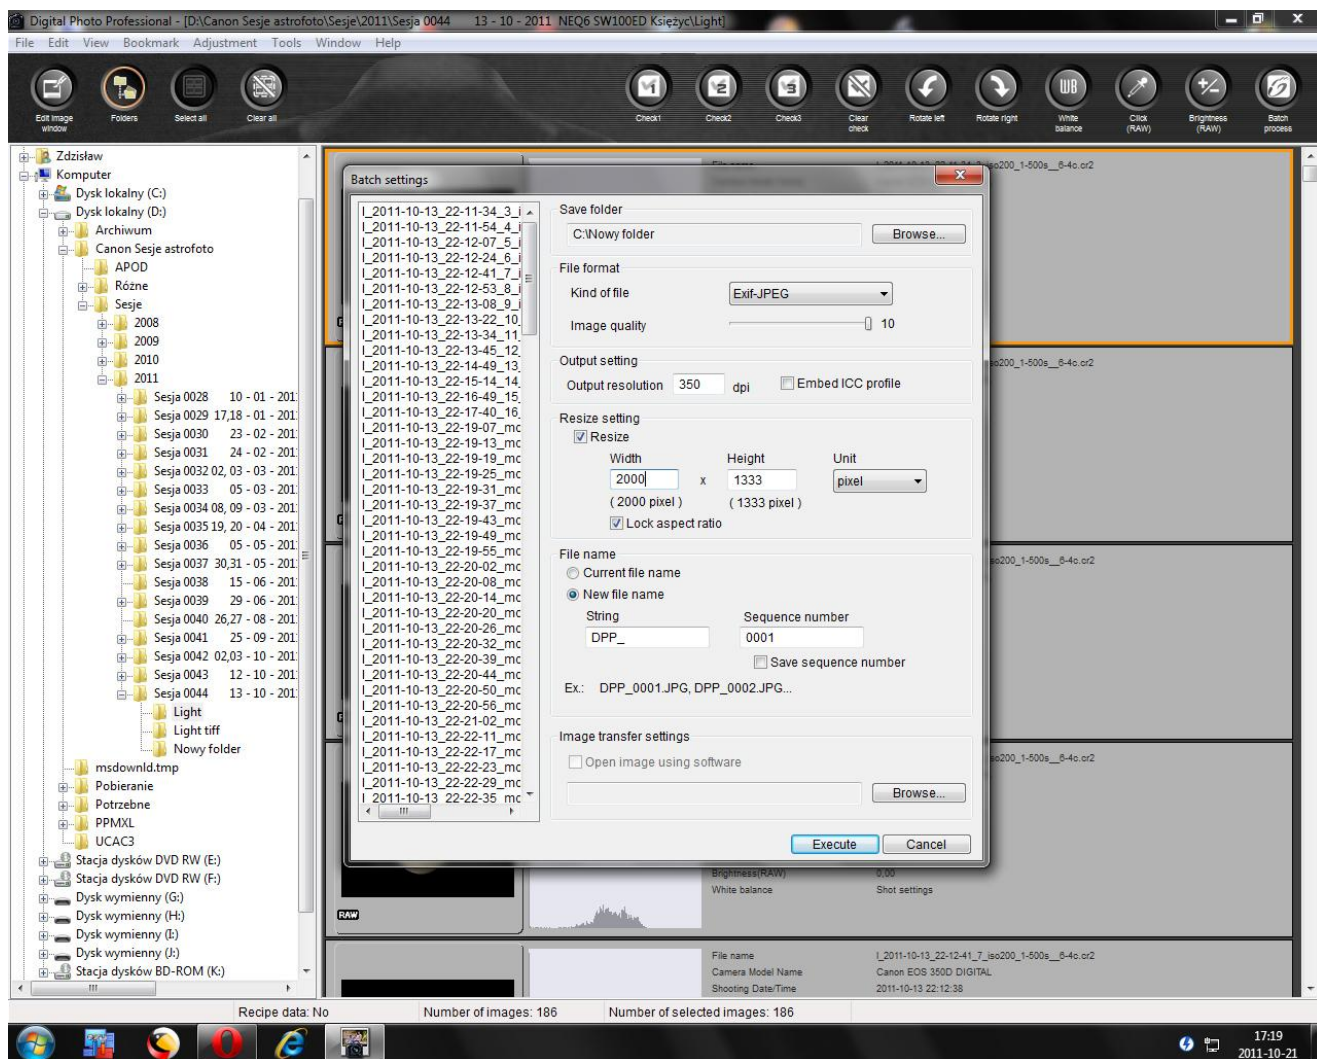 Digital Photo Professional - [D:\Canon Sesje astrofoto\Sesje\2011\Sesja 0044 13 - 10 - 2011 NEQ6 SW100ED Księżyc\Light]
File Edit View Bookmark Adjustment Tools Window Help
Edit image window
Folders
Select all
Clear all
Check1
Check2
Check3
Clear check
Rotate left
Rotate right
White balance
Click (RAW)
Brightness (RAW)
Batch process
Zdzisław
Komputer
Dysk lokalny (C:)
Dysk lokalny (D:)
Archiwum
Canon Sesje astrofoto
APOD
Różne
Sesje
2008
2009
2010
2011
Sesja 0028 10 - 01 - 201
Sesja 0029 17,18 - 01 - 201
Sesja 0030 23 - 02 - 201
Sesja 0031 24 - 02 - 201
Sesja 0032 02, 03 - 03 - 201
Sesja 0033 05 - 03 - 201
Sesja 0034 08, 09 - 03 - 201
Sesja 0035 19, 20 - 04 - 201
Sesja 0036 05 - 05 - 201
Sesja 0037 30,31 - 05 - 201
Sesja 0038 15 - 06 - 201
Sesja 0039 29 - 06 - 201
Sesja 0040 26,27 - 08 - 201
Sesja 0041 25 - 09 - 201
Sesja 0042 02,03 - 10 - 201
Sesja 0043 12 - 10 - 201
Sesja 0044 13 - 10 - 201
Light
Light tiff
Nowy folder
msdownld.tmp
Pobieranie
Potrzebne
PPMXL
UCAC3
Stacja dysków DVD RW (E:)
Stacja dysków DVD RW (F:)
Dysk wymienny (G:)
Dysk wymienny (H:)
Dysk wymienny (I:)
Dysk wymienny (J:)
Stacja dysków BD-ROM (K:)
Batch settings
I_2011-10-13_22-11-34_3_i
I_2011-10-13_22-11-54_4_i
I_2011-10-13_22-12-07_5_i
I_2011-10-13_22-12-24_6_i
I_2011-10-13_22-12-41_7_i
I_2011-10-13_22-12-53_8_i
I_2011-10-13_22-13-08_9_i
I_2011-10-13_22-13-22_10_
I_2011-10-13_22-13-34_11_
I_2011-10-13_22-13-45_12_
I_2011-10-13_22-14-49_13_
I_2011-10-13_22-15-14_14_
I_2011-10-13_22-16-49_15_
I_2011-10-13_22-17-40_16_
I_2011-10-13_22-19-07_mc
I_2011-10-13_22-19-13_mc
I_2011-10-13_22-19-19_mc
I_2011-10-13_22-19-25_mc
I_2011-10-13_22-19-31_mc
I_2011-10-13_22-19-37_mc
I_2011-10-13_22-19-43_mc
I_2011-10-13_22-19-49_mc
I_2011-10-13_22-19-55_mc
I_2011-10-13_22-20-02_mc
I_2011-10-13_22-20-08_mc
I_2011-10-13_22-20-14_mc
I_2011-10-13_22-20-20_mc
I_2011-10-13_22-20-26_mc
I_2011-10-13_22-20-32_mc
I_2011-10-13_22-20-39_mc
I_2011-10-13_22-20-44_mc
I_2011-10-13_22-20-50_mc
I_2011-10-13_22-20-56_mc
I_2011-10-13_22-21-02_mc
I_2011-10-13_22-22-11_mc
I_2011-10-13_22-22-17_mc
I_2011-10-13_22-22-23_mc
I_2011-10-13_22-22-29_mc
I_2011-10-13_22-22-35_mc
Save folder
C:\Nowy folder Browse...
File format
Kind of file Exif-JPEG
Image quality 10
Output setting
Output resolution 350 dpi Embed ICC profile
Resize setting
Resize
Width Height Unit
2000 x 1333 pixel
( 2000 pixel ) ( 1333 pixel )
Lock aspect ratio
File name
Current file name
New file name
String Sequence number
DPP_ 0001
Save sequence number
Ex.: DPP_0001.JPG, DPP_0002.JPG...
Image transfer settings
Open image using software
Browse...
Execute Cancel
iso200_1-500s__6-4c.cr2
iso200_1-500s__6-4c.cr2
iso200_1-500s__6-4c.cr2
iso200_1-500s__6-4c.cr2
Brightness(RAW) 0,00
White balance Shot settings
RAW
File name I_2011-10-13_22-12-41_7_iso200_1-500s__6-4c.cr2
Camera Model Name Canon EOS 350D DIGITAL
Shooting Date/Time 2011-10-13 22:12:38
Recipe data: No Number of images: 186 Number of selected images: 186
17:19
2011-10-21